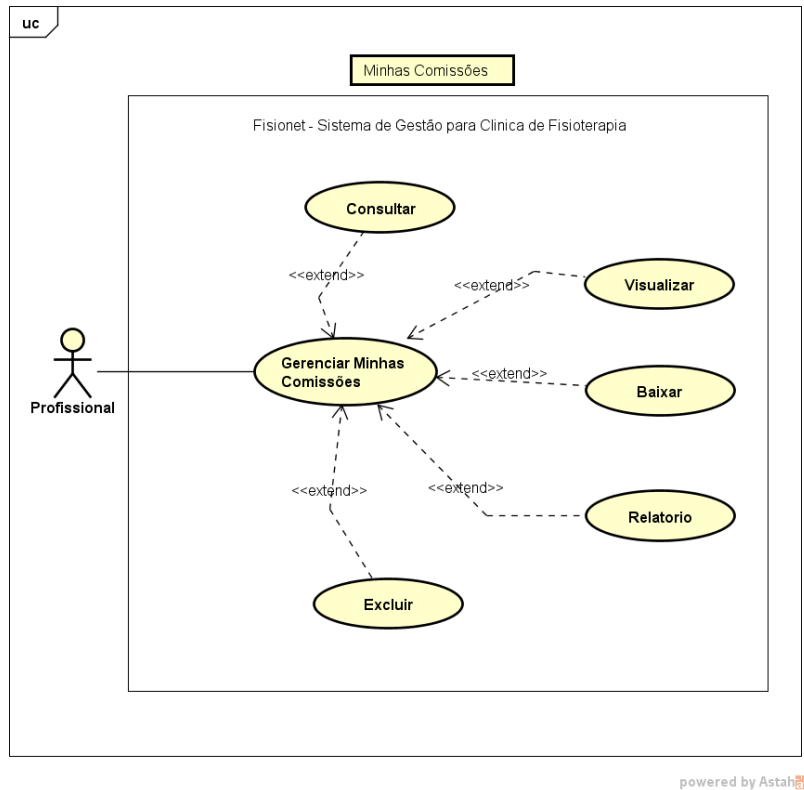 uc
Minhas Comissões
Fisionet - Sistema de Gestão para Clinica de Fisioterapia
Consultar
<<extend>>
<<extend>>
Visualizar
Gerenciar Minhas
Comissões
<<extend>>
Baixar
Profissional
<<extend>>
<<extend>>
Relatorio
Excluir
powered by Astah